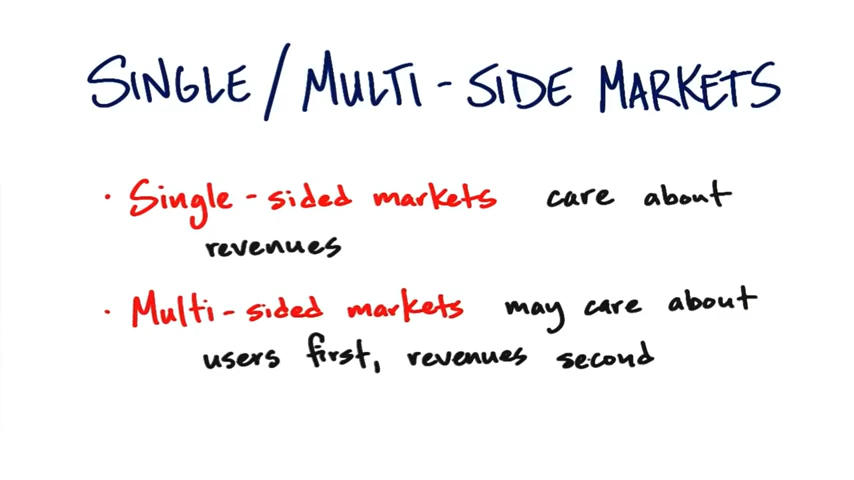 SINGLE/MULTI-SIDE MARKETS
• Single-sided markets care about
revenues
• Multi-sided markets may care about
users first, revenues second